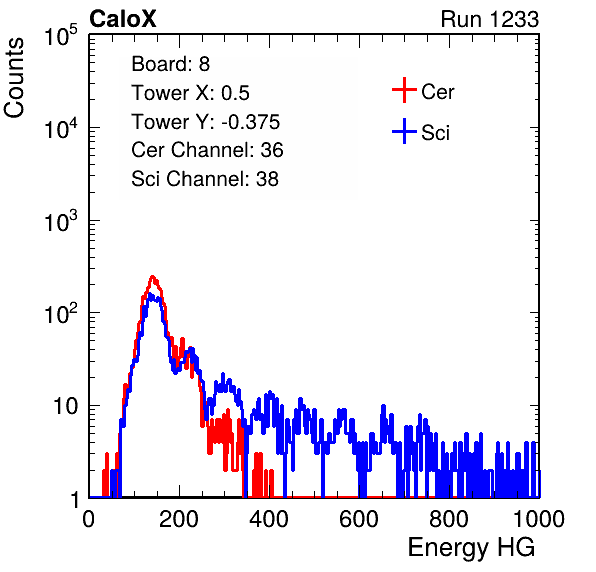 CaloX Run 1233
Counts
Board: 8
Tower X: 0.5
Tower Y: -0.375
Cer Channel: 36
Sci Channel: 38
Cer
Sci
10^5
10^4
10^3
10^2
10
1
0 200 400 600 800 1000
Energy HG